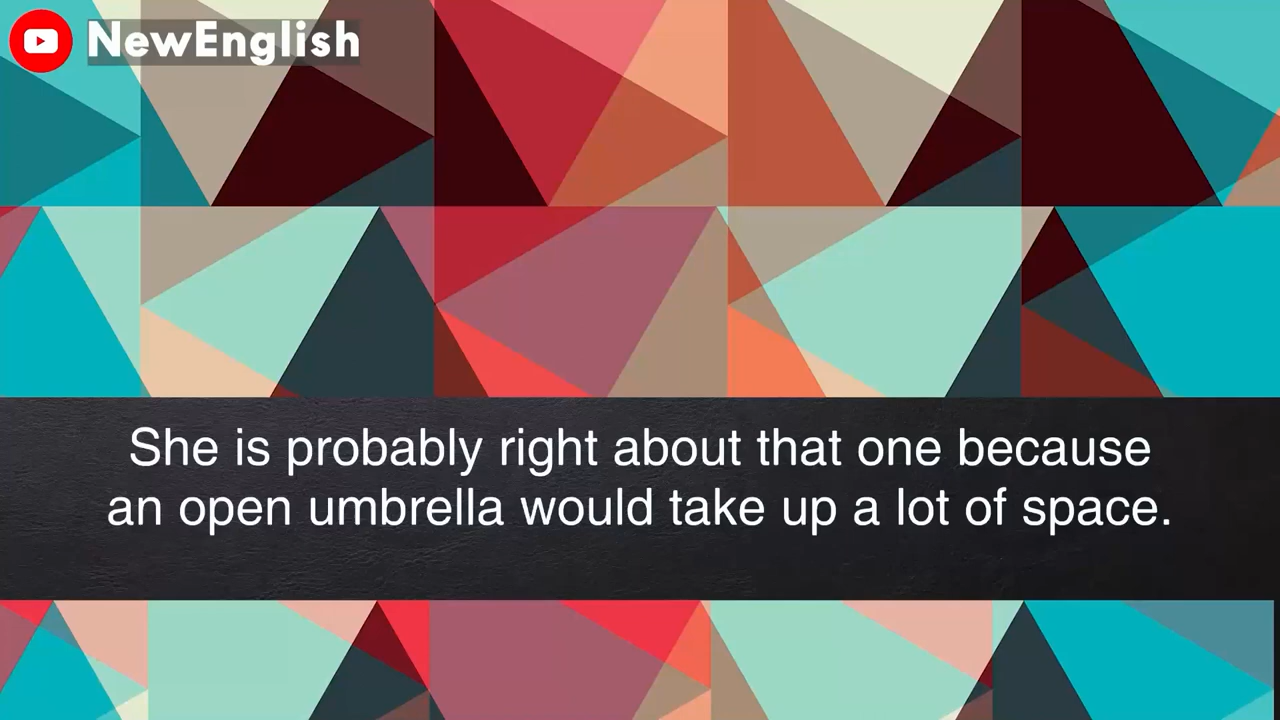 NewEnglish
She is probably right about that one because
an open umbrella would take up a lot of space.